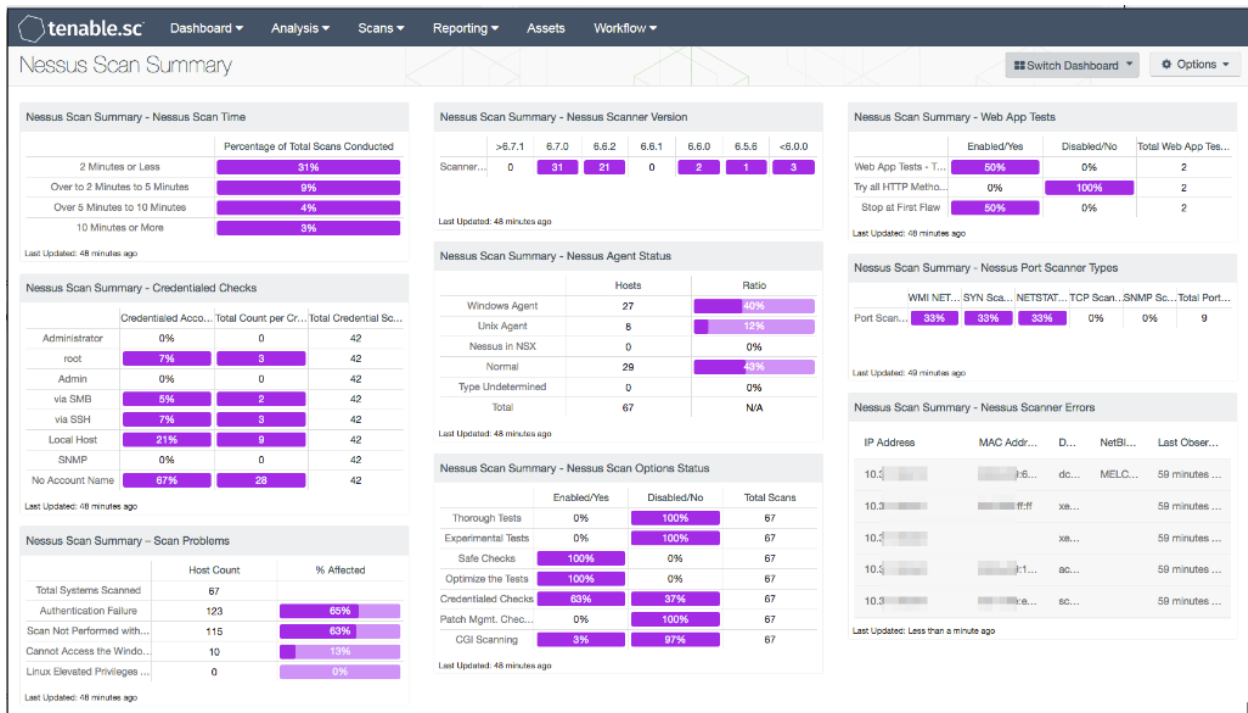 tenable.sc Dashboard Analysis Scans Reporting Assets Workflow
Nessus Scan Summary
Switch Dashboard Options
Nessus Scan Summary - Nessus Scan Time
Percentage of Total Scans Conducted
2 Minutes or Less 31%
Over to 2 Minutes to 5 Minutes 9%
Over 5 Minutes to 10 Minutes 4%
10 Minutes or More 3%
Last Updated: 48 minutes ago
Nessus Scan Summary - Credentialed Checks
Credentialed Acco... Total Count per Cr... Total Credential Sc...
Administrator 0% 0 42
root 7% 3 42
Admin 0% 0 42
via SMB 5% 2 42
via SSH 7% 3 42
Local Host 21% 9 42
SNMP 0% 0 42
No Account Name 67% 28 42
Last Updated: 48 minutes ago
Nessus Scan Summary – Scan Problems
Host Count % Affected
Total Systems Scanned 67
Authentication Failure 123 65%
Scan Not Performed with... 115 63%
Cannot Access the Windo... 10 13%
Linux Elevated Privileges ... 0 0%
Last Updated: 48 minutes ago
Nessus Scan Summary - Nessus Scanner Version
>6.7.1 6.7.0 6.6.2 6.6.1 6.6.0 6.5.6 <6.0.0
Scanner... 0 31 21 0 2 1 3
Last Updated: 48 minutes ago
Nessus Scan Summary - Nessus Agent Status
Hosts Ratio
Windows Agent 27 40%
Unix Agent 8 12%
Nessus in NSX 0 0%
Normal 29 43%
Type Undetermined 0 0%
Total 67 N/A
Last Updated: 48 minutes ago
Nessus Scan Summary - Nessus Scan Options Status
Enabled/Yes Disabled/No Total Scans
Thorough Tests 0% 100% 67
Experimental Tests 0% 100% 67
Safe Checks 100% 0% 67
Optimize the Tests 100% 0% 67
Credentialed Checks 63% 37% 67
Patch Mgmt. Chec... 0% 100% 67
CGI Scanning 3% 97% 67
Last Updated: 48 minutes ago
Nessus Scan Summary - Web App Tests
Enabled/Yes Disabled/No Total Web App Tes...
Web App Tests - T... 50% 0% 2
Try all HTTP Metho... 0% 100% 2
Stop at First Flaw 50% 0% 2
Last Updated: 48 minutes ago
Nessus Scan Summary - Nessus Port Scanner Types
WMI NET... SYN Sca... NETSTAT... TCP Scan... SNMP Sc... Total Port...
Port Scan... 33% 33% 33% 0% 0% 9
Last Updated: 49 minutes ago
Nessus Scan Summary - Nessus Scanner Errors
IP Address MAC Addr... D... NetBI... Last Obser...
10.3 :6... dc... MELC... 59 minutes ...
10.3 ff:ff xe... 59 minutes ...
10.3 xe... 59 minutes ...
10.3 :1... ac... 59 minutes ...
10.3 :e... sc... 59 minutes ...
Last Updated: Less than a minute ago